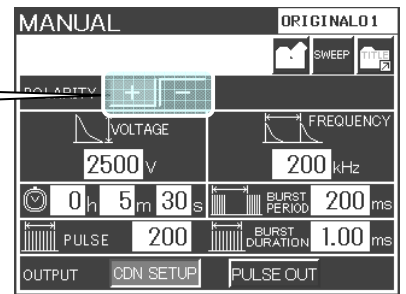 MANUAL ORIGINAL01
SWEEP TITLE
POLARITY + −
VOLTAGE FREQUENCY
2500 V 200 kHz
0 h 5 m 30 s BURST PERIOD 200 ms
PULSE 200 BURST DURATION 1.00 ms
OUTPUT CDN SETUP PULSE OUT